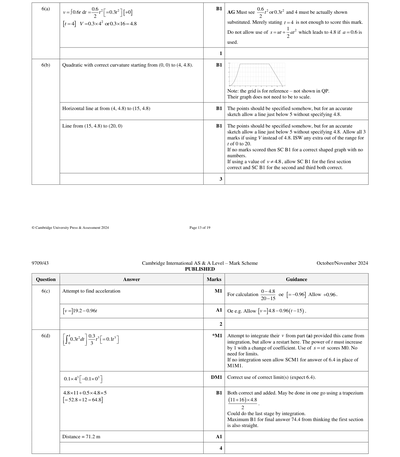 6(a)
v = ∫0.6t dt = 0.6/2 t² [= 0.3t²] [+0]
[t = 4] V = 0.3×4² or 0.3×16 = 4.8
B1
AG Must see 0.6/2 t² or 0.3t² and 4 must be actually shown
substituted. Merely stating t = 4 is not enough to score this mark.
Do not allow use of s = ut + 1/2 at² which leads to 4.8 if a = 0.6 is
used.
1
6(b)
Quadratic with correct curvature starting from (0, 0) to (4, 4.8).
B1
Note: the grid is for reference – not shown in QP.
Their graph does not need to be to scale.
Horizontal line at from (4, 4.8) to (15, 4.8)
B1
The points should be specified somehow, but for an accurate
sketch allow a line just below 5 without specifying 4.8.
Line from (15, 4.8) to (20, 0)
B1
The points should be specified somehow, but for an accurate
sketch allow a line just below 5 without specifying 4.8. Allow all 3
marks if using V instead of 4.8. ISW any extra out of the range for
t of 0 to 20.
If no marks scored then SC B1 for a correct shaped graph with no
numbers.
If using a value of v ≠ 4.8, allow SC B1 for the first section
correct and SC B1 for the second and third both correct.
3
© Cambridge University Press & Assessment 2024
Page 13 of 19
9709/43
Cambridge International AS & A Level – Mark Scheme
October/November 2024
PUBLISHED
Question
Answer
Marks
Guidance
6(c)
Attempt to find acceleration
M1
For calculation (0 − 4.8)/(20 − 15) oe [= −0.96] Allow +0.96.
[v =] 19.2 − 0.96t
A1
Oe e.g. Allow [v =] 4.8 − 0.96(t − 15).
2
6(d)
[∫0.3t² dt =] 0.3/3 t³ [= 0.1t³]
*M1
Attempt to integrate their v from part (a) provided this came from
integration, but allow a restart here. The power of t must increase
by 1 with a change of coefficient. Use of s = vt scores M0. No
need for limits.
If no integration seen allow SCM1 for answer of 6.4 in place of
M1M1.
0.1×4³ [−0.1×0³]
DM1
Correct use of correct limit(s) (expect 6.4).
4.8×11 + 0.5×4.8×5
[= 52.8 + 12 = 64.8]
B1
Both correct and added. May be done in one go using a trapezium
(11+16)×4.8/2.
Could do the last stage by integration.
Maximum B1 for final answer 74.4 from thinking the first section
is also straight.
Distance = 71.2 m
A1
4